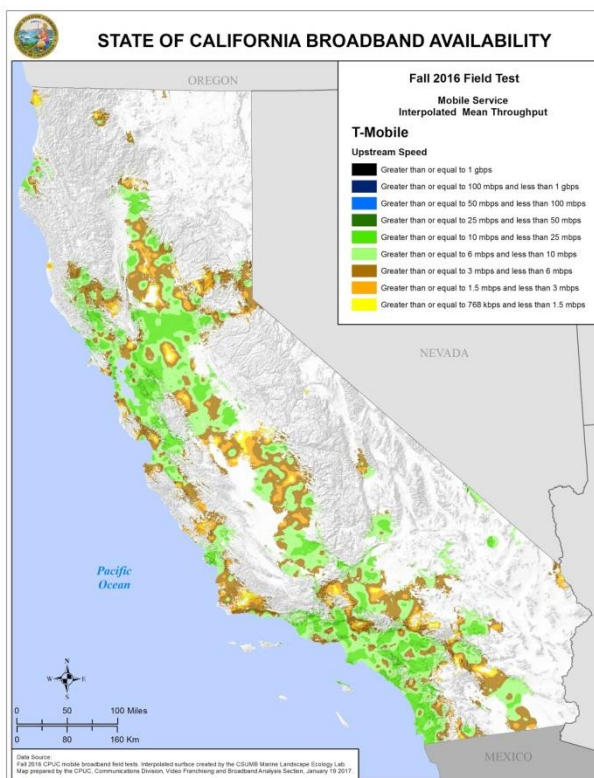 STATE OF CALIFORNIA BROADBAND AVAILABILITY
OREGON
Fall 2016 Field Test
Mobile Service
Interpolated Mean Throughput
T-Mobile
Upstream Speed
Greater than or equal to 1 gbps
Greater than or equal to 100 mbps and less than 1 gbps
Greater than or equal to 50 mbps and less than 100 mbps
Greater than or equal to 25 mbps and less than 50 mbps
Greater than or equal to 10 mbps and less than 25 mbps
Greater than or equal to 6 mbps and less than 10 mbps
Greater than or equal to 3 mbps and less than 6 mbps
Greater than or equal to 1.5 mbps and less than 3 mbps
Greater than or equal to 768 kbps and less than 1.5 mbps
NEVADA
Pacific
Ocean
N
W
E
S
0 50 100 Miles
0 80 160 KM
MEXICO
Data Source:
Fall 2016 CPUC mobile broadband field tests. Interpolated surface created by the CSUMB Marine Landscape Ecology Lab.
Map prepared by the CPUC, Communications Division, Video Franchising and Broadband Analysis Section, January 19 2017.